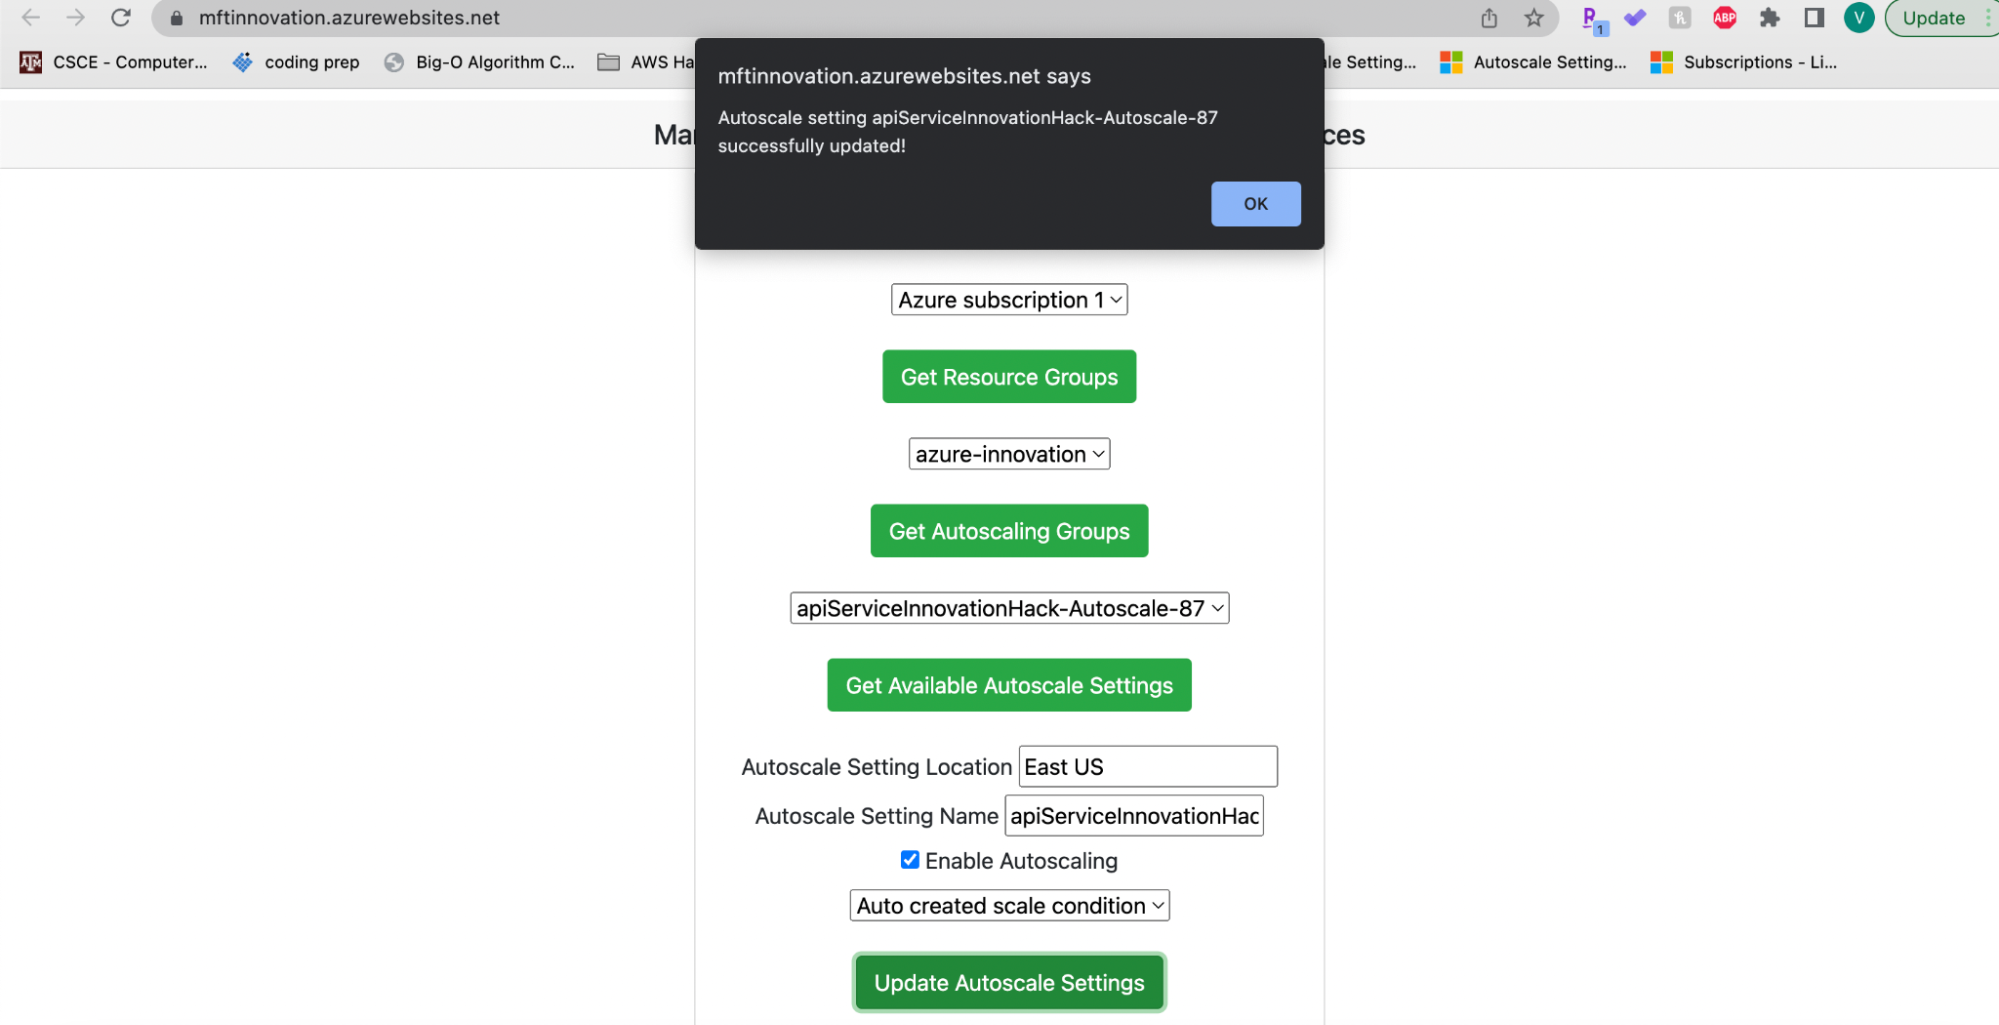 mftinnovation.azurewebsites.net
1
ABP
V
Update
CSCE - Computer...
coding prep
Big-O Algorithm C...
AWS Ha
le Setting...
Autoscale Setting...
Subscriptions - Li...
mftinnovation.azurewebsites.net says
Autoscale setting apiServiceInnovationHack-Autoscale-87
successfully updated!
OK
Mar
ces
Azure subscription 1
Get Resource Groups
azure-innovation
Get Autoscaling Groups
apiServiceInnovationHack-Autoscale-87
Get Available Autoscale Settings
Autoscale Setting Location East US
Autoscale Setting Name apiServiceInnovationHac
Enable Autoscaling
Auto created scale condition
Update Autoscale Settings